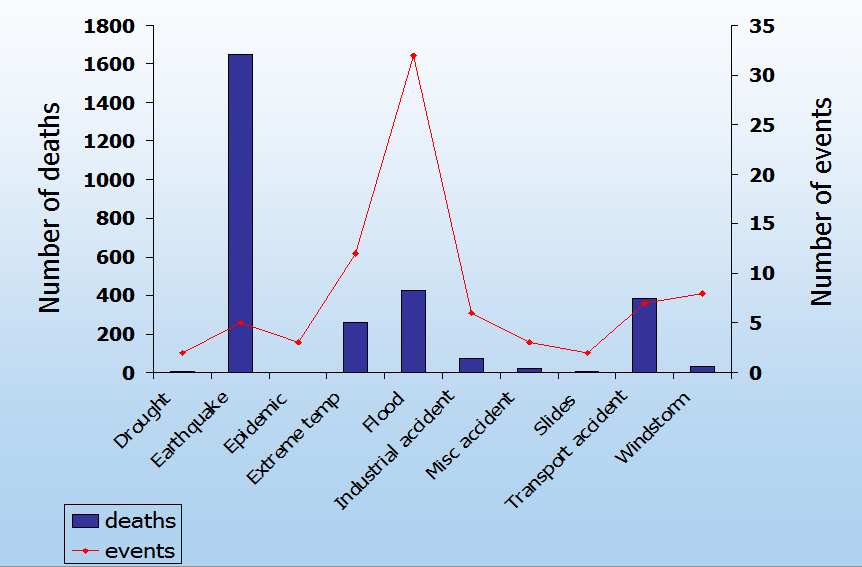 1800
1600
1400
1200
1000
800
600
400
200
0
Number of deaths
35
30
25
20
15
10
5
0
Number of events
Drought
Earthquake
Epidemic
Extreme temp
Flood
Industrial accident
Misc accident
Slides
Transport accident
Windstorm
deaths
events